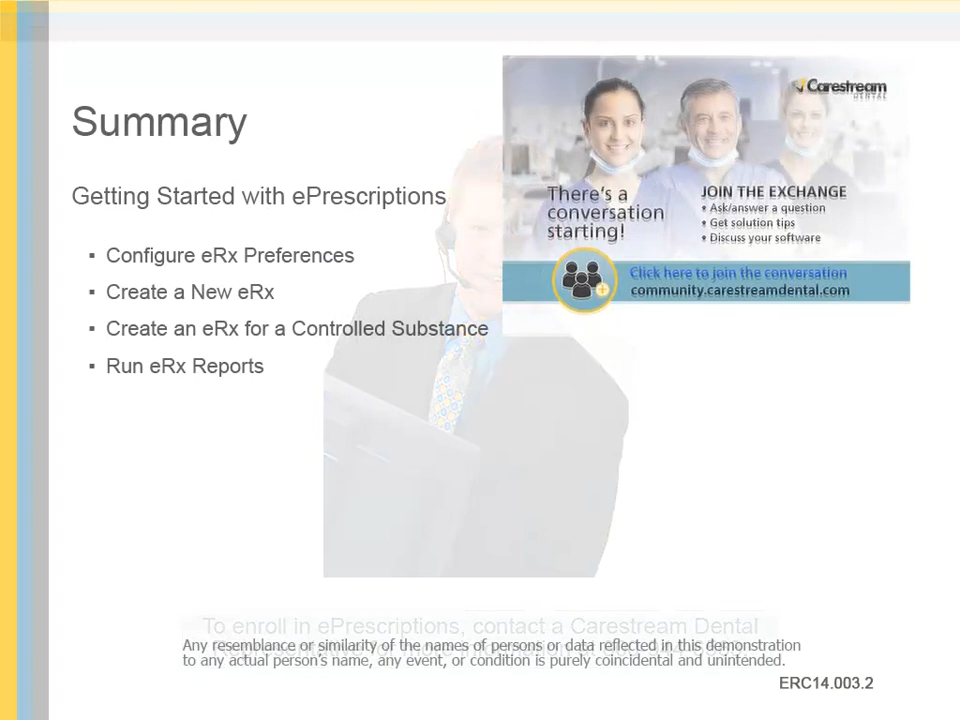 Carestream
DENTAL
Summary
Getting Started with ePrescriptions
▪ Configure eRx Preferences
▪ Create a New eRx
▪ Create an eRx for a Controlled Substance
▪ Run eRx Reports
There's a
conversation
starting!
JOIN THE EXCHANGE
• Ask/answer a question
• Get solution tips
• Discuss your software
Click here to join the conversation
community.carestreamdental.com
To enroll in ePrescriptions, contact a Carestream Dental
Any resemblance or similarity of the names of persons or data reflected in this demonstration
to any actual person's name, any event, or condition is purely coincidental and unintended.
ERC14.003.2